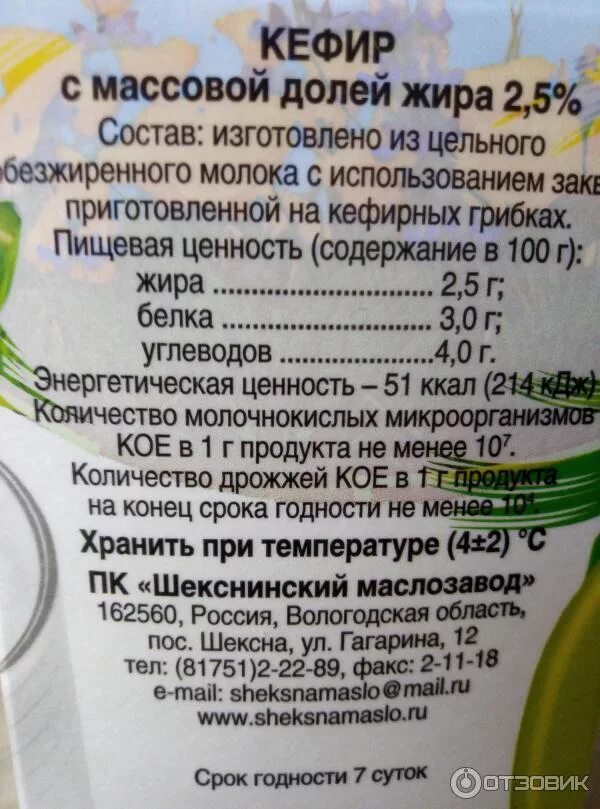 КЕФИР
с массовой долей жира 2,5%
Состав: изготовлено из цельного
обезжиренного молока с использованием
приготовленной на кефирных грибках.
Пищевая ценность (содержание в 100 г):
жира ........................ 2,5 г;
белка ........................ 3,0 г;
углеводов ................4,0 г.
Энергетическая ценность – 51 ккал (214 кДж)
Количество молочнокислых микроорганизмов
КОЕ в 1 г продукта не менее 10⁷.
Количество дрожжей КОЕ в 1 г продукта
на конец срока годности не менее 10⁴.
Хранить при температуре (4±2) °С
ПК «Шекснинский маслозавод»
162560, Россия, Вологодская область,
пос. Шексна, ул. Гагарина, 12
тел: (81751)2-22-89, факс: 2-11-18
e-mail: sheksnamaslo@mail.ru
www.sheksnamaslo.ru
Срок годности 7 суток
ОТЗОВИК